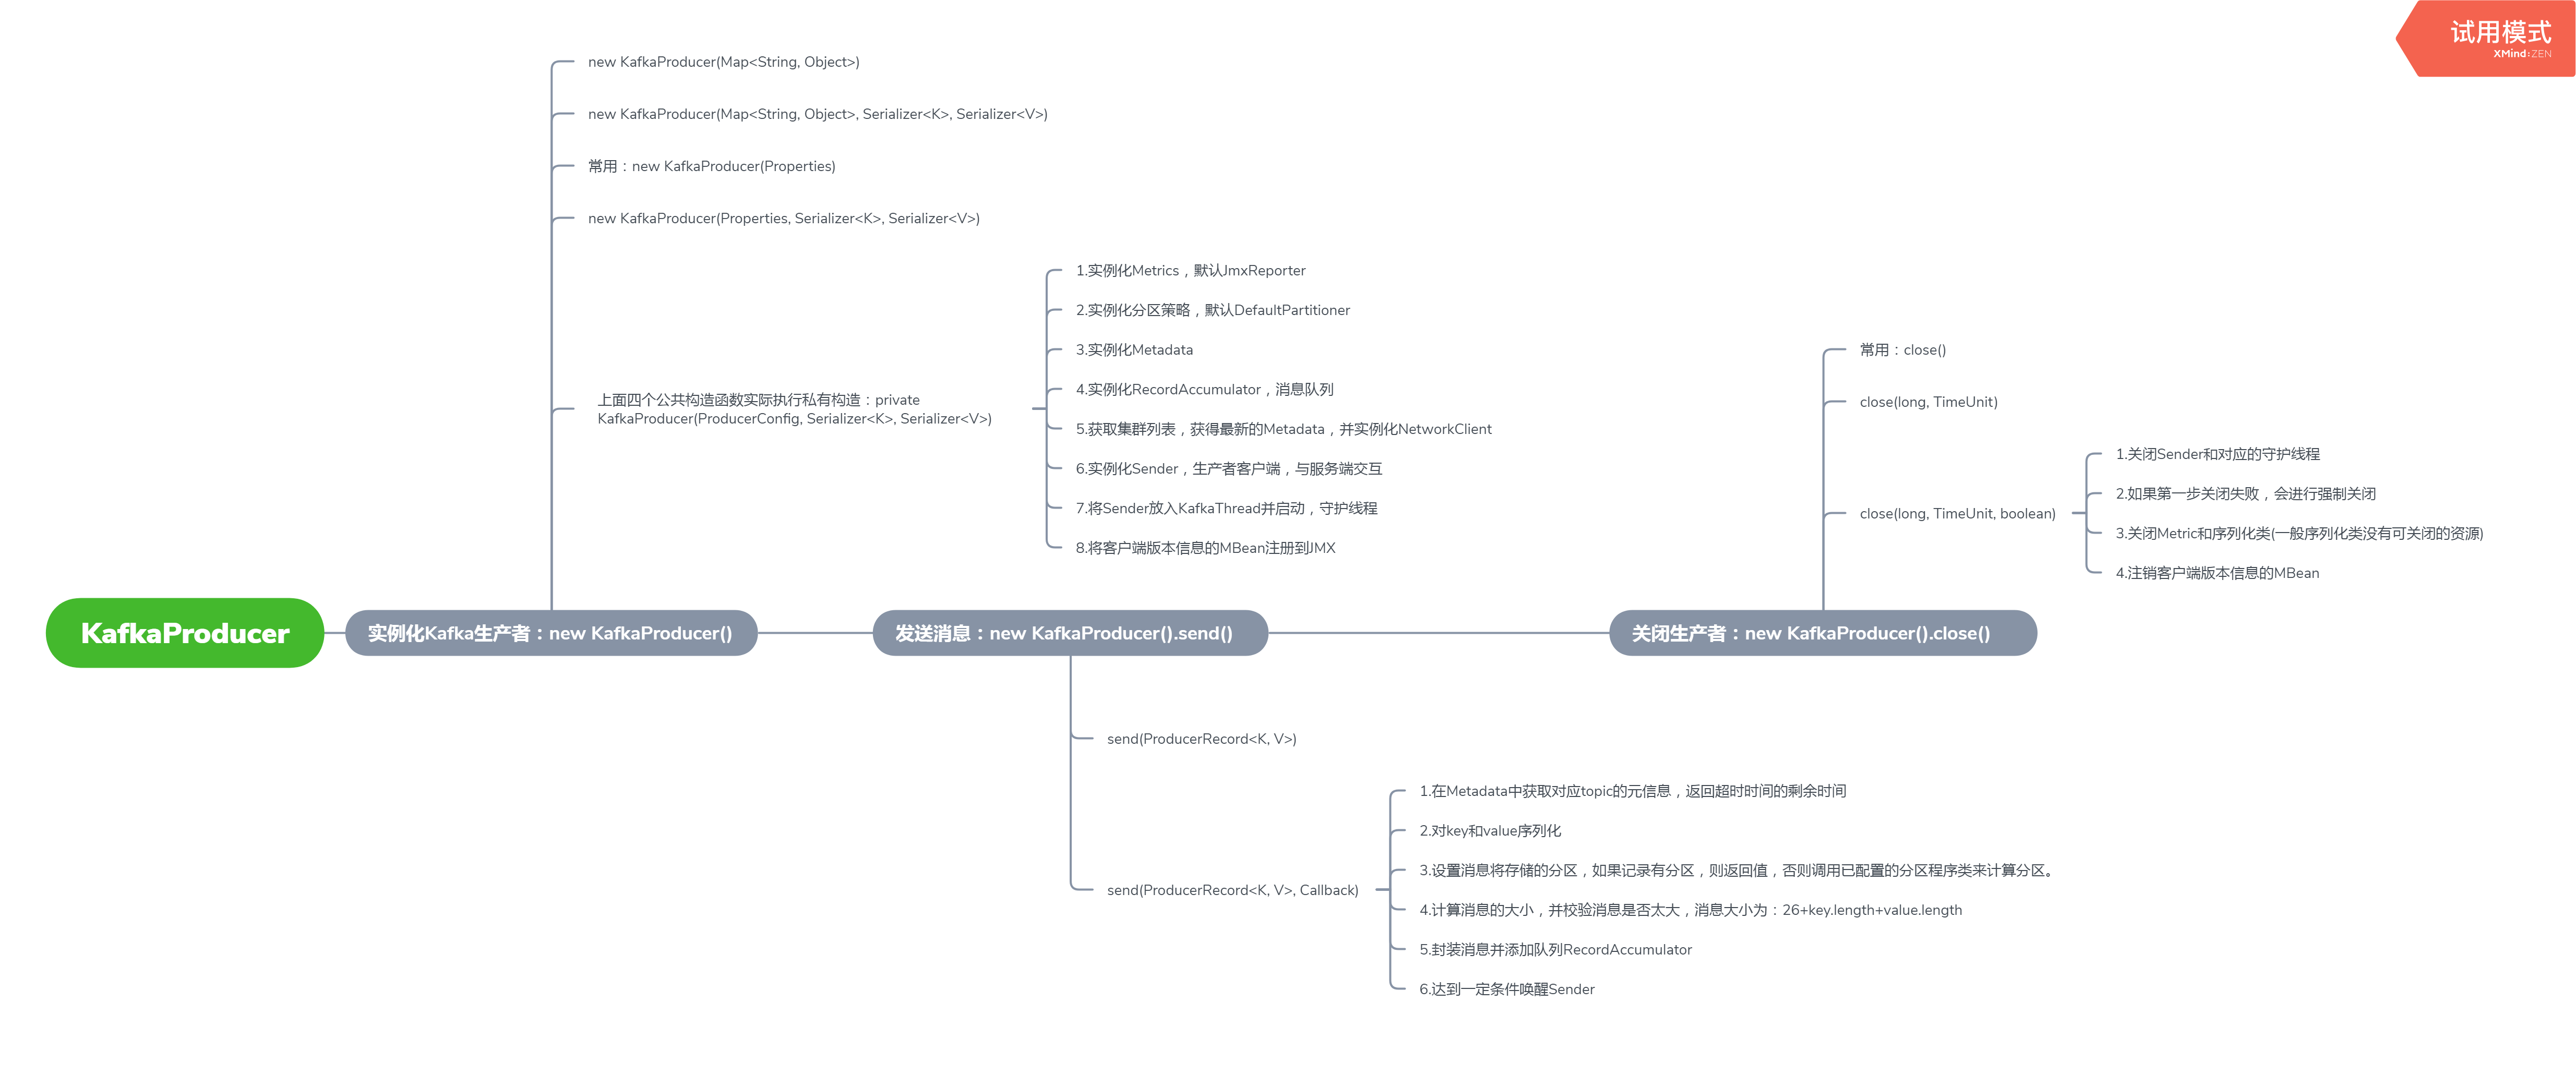 试用模式
XMind:ZEN
KafkaProducer
实例化Kafka生产者：new KafkaProducer()
new KafkaProducer(Map<String, Object>)
new KafkaProducer(Map<String, Object>, Serializer<K>, Serializer<V>)
常用：new KafkaProducer(Properties)
new KafkaProducer(Properties, Serializer<K>, Serializer<V>)
上面四个公共构造函数实际执行私有构造：private
KafkaProducer(ProducerConfig, Serializer<K>, Serializer<V>)
1.实例化Metrics，默认JmxReporter
2.实例化分区策略，默认DefaultPartitioner
3.实例化Metadata
4.实例化RecordAccumulator，消息队列
5.获取集群列表，获得最新的Metadata，并实例化NetworkClient
6.实例化Sender，生产者客户端，与服务端交互
7.将Sender放入KafkaThread并启动，守护线程
8.将客户端版本信息的MBean注册到JMX
发送消息：new KafkaProducer().send()
send(ProducerRecord<K, V>)
send(ProducerRecord<K, V>, Callback)
1.在Metadata中获取对应topic的元信息，返回超时时间的剩余时间
2.对key和value序列化
3.设置消息将存储的分区，如果记录有分区，则返回值，否则调用已配置的分区程序类来计算分区。
4.计算消息的大小，并校验消息是否太大，消息大小为：26+key.length+value.length
5.封装消息并添加队列RecordAccumulator
6.达到一定条件唤醒Sender
关闭生产者：new KafkaProducer().close()
常用：close()
close(long, TimeUnit)
close(long, TimeUnit, boolean)
1.关闭Sender和对应的守护线程
2.如果第一步关闭失败，会进行强制关闭
3.关闭Metric和序列化类(一般序列化类没有可关闭的资源)
4.注销客户端版本信息的MBean